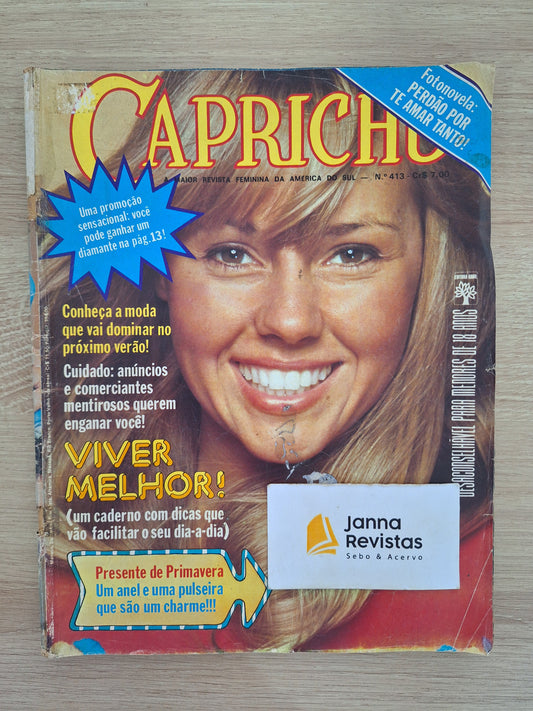 CAPRICHO
Fotonovela:
PERDÃO POR
TE AMAR TANTO!
A MAIOR REVISTA FEMININA DA AMÉRICA DO SUL — N.º 413 - Cr$ 7,00
Uma promoção
sensacional: você
pode ganhar um
diamante na pág.13!
Conheça a moda
que vai dominar no
próximo verão!
Cuidado: anúncios
e comerciantes
mentirosos querem
enganar você!
VIVER
MELHOR!
(um caderno com dicas que
vão facilitar o seu dia-a-dia)
Presente de Primavera
Um anel e uma pulseira
que são um charme!!!
DESACONSELHÁVEL PARA MENORES DE 18 ANOS
Janna
Revistas
Sebo & Acervo